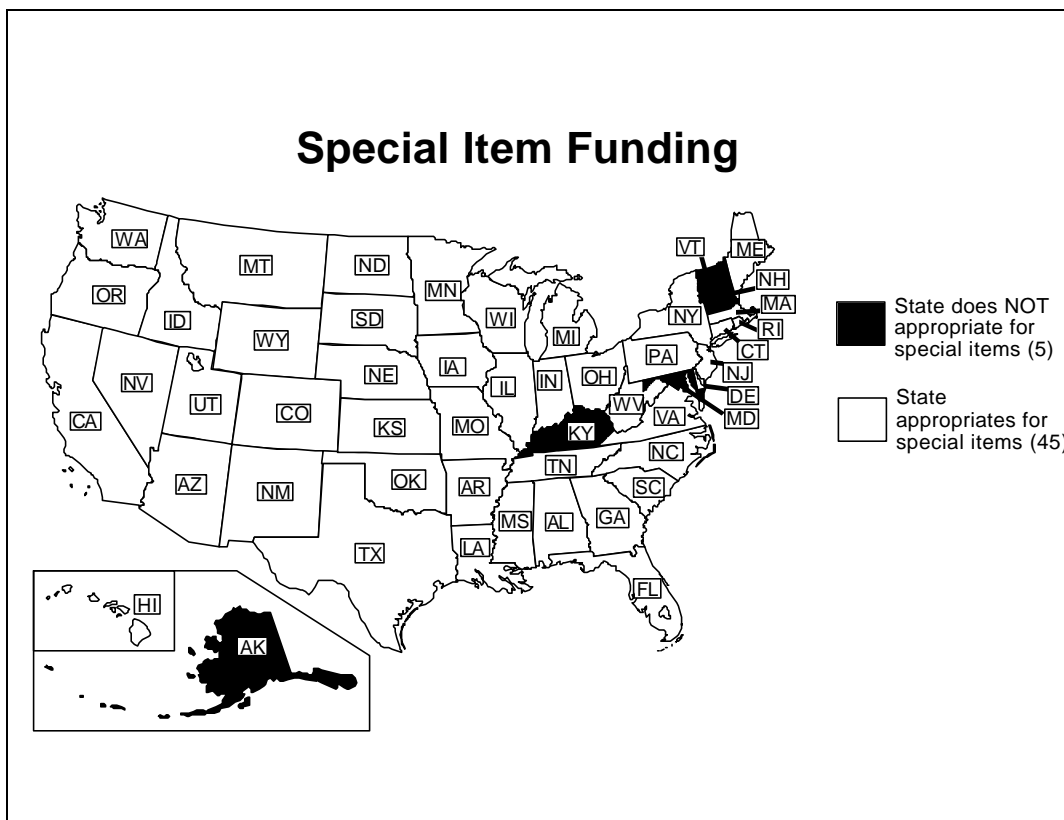 Special Item Funding
WA
MT
ND
MN
VT
ME
NH
MA
RI
CT
NJ
DE
MD
OR
ID
WY
SD
WI
MI
NY
PA
NV
UT
CO
NE
IA
IL
IN
OH
WV
VA
CA
KS
MO
KY
NC
TN
SC
AZ
NM
OK
AR
MS
AL
GA
TX
LA
FL
HI
AK
State does NOT
appropriate for
special items (5)
State
appropriates for
special items (45)